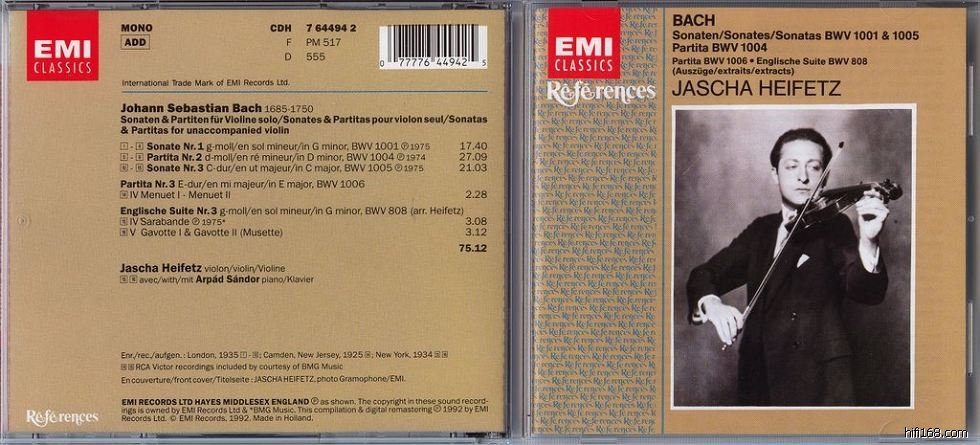 EMI
CLASSICS
MONO
ADD
CDH 7 64494 2
F PM 517
D 555
0 77776 44942 5
International Trade Mark of EMI Records Ltd.
Johann Sebastian Bach 1685-1750
Sonaten & Partiten für Violine solo/Sonates & Partitas pour violon seul/Sonatas
& Partitas for unaccompanied violin
Sonate Nr. 1 g-moll/en sol mineur/in G minor, BWV 1001 ℗ 1975 17.40
Partita Nr. 2 d-moll/en ré mineur/in D minor, BWV 1004 ℗ 1974 27.09
Sonate Nr. 3 C-dur/en ut majeur/in C major, BWV 1005 ℗ 1975 21.03
Partita Nr. 3 E-dur/en mi majeur/in E major, BWV 1006
IV Menuet I - Menuet II 2.28
Englische Suite Nr. 3 g-moll/en sol mineur/in G minor, BWV 808 (arr. Heifetz)
IV Sarabande ℗ 1975* 3.08
V Gavotte I & Gavotte II (Musette) 3.12
75.12
Jascha Heifetz violon/violin/Violine
avec/with/mit Arpád Sándor piano/Klavier
Enr./rec./aufgen.: London, 1935; Camden, New Jersey, 1925; New York, 1934
RCA Victor recordings included by courtesy of BMG Music
En couverture/front cover/Titelseite: JASCHA HEIFETZ, photo Gramophone/EMI.
EMI RECORDS LTD HAYES MIDDLESEX ENGLAND ℗ as shown. The copyright in these sound record-
ings is owned by EMI Records Ltd & *BMG Music. This compilation & digital remastering ℗ 1992 by EMI
Records Ltd. © EMI Records, 1992. Made in Holland.
Références
EMI
CLASSICS
Références
BACH
Sonaten/Sonates/Sonatas BWV 1001 & 1005
Partita BWV 1004
Partita BWV 1006 • Englische Suite BWV 808
(Auszüge/extraits/extracts)
JASCHA HEIFETZ
hifi168.com